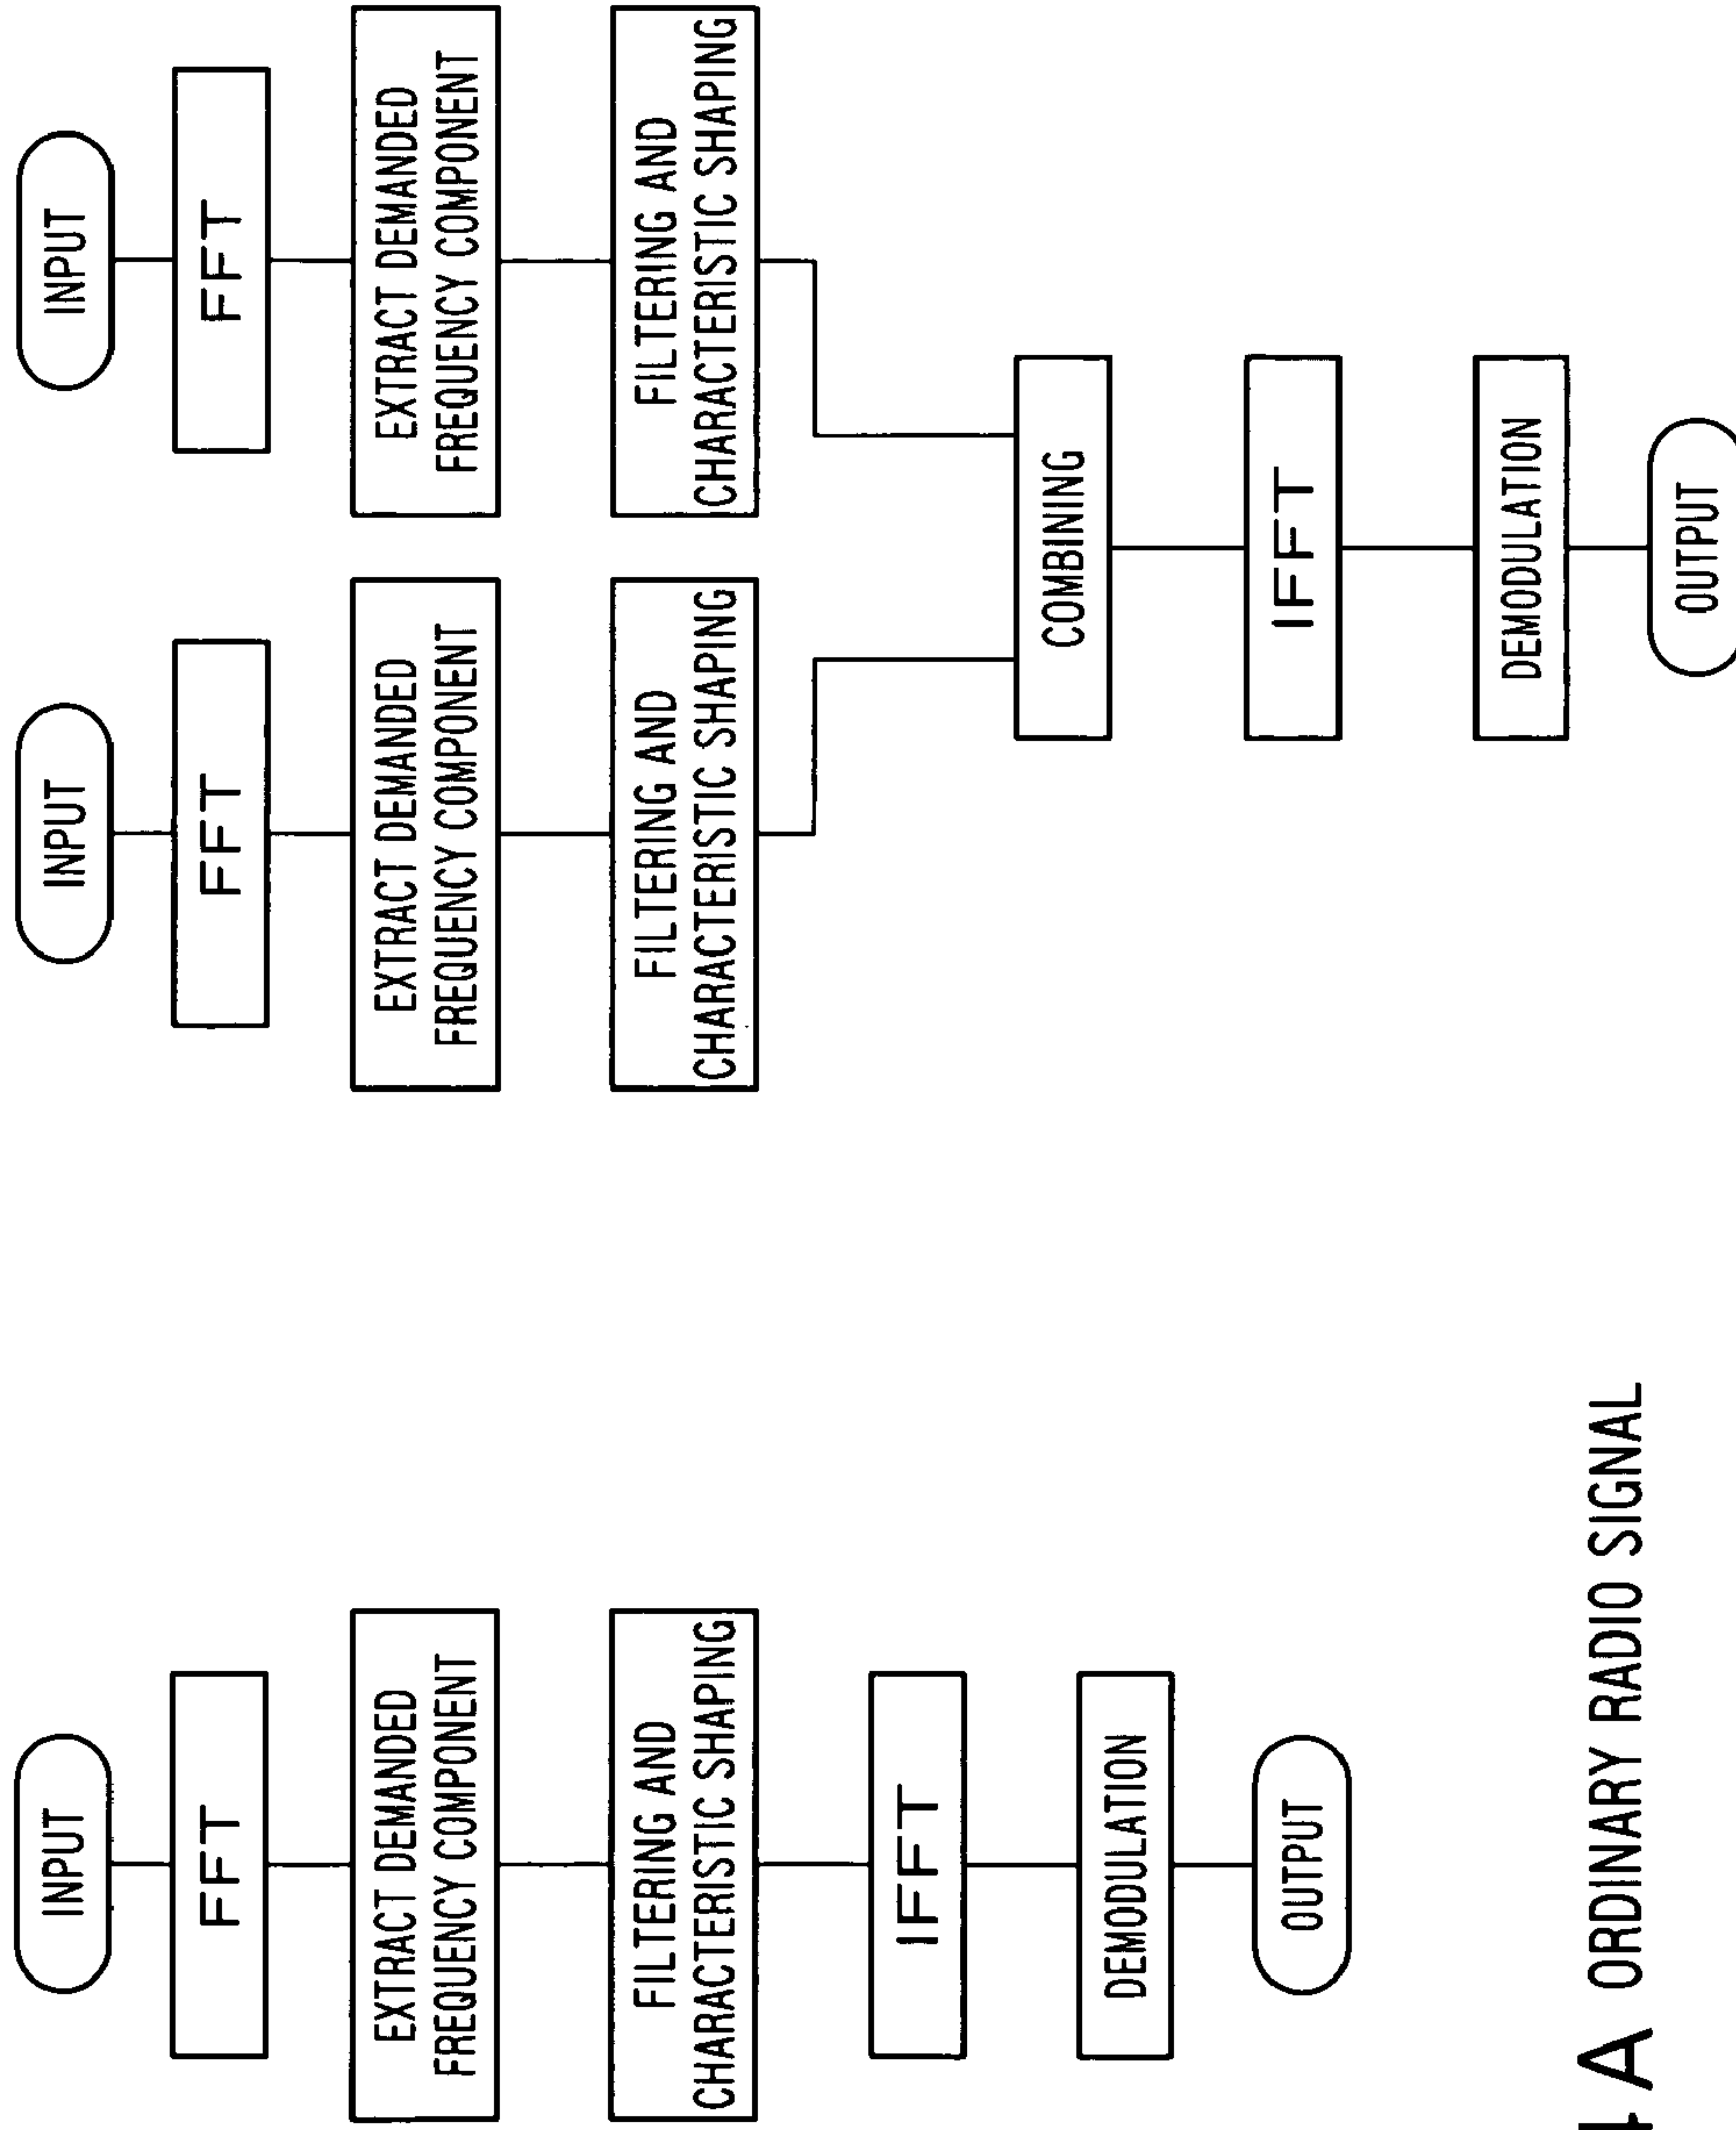 INPUT
FFT
EXTRACT DEMANDED
FREQUENCY COMPONENT
FILTERING AND
CHARACTERISTIC SHAPING
IFFT
DEMODULATION
OUTPUT
A ORDINARY RADIO SIGNAL
INPUT
FFT
EXTRACT DEMANDED
FREQUENCY COMPONENT
FILTERING AND
CHARACTERISTIC SHAPING
INPUT
FFT
EXTRACT DEMANDED
FREQUENCY COMPONENT
FILTERING AND
CHARACTERISTIC SHAPING
COMBINING
IFFT
DEMODULATION
OUTPUT